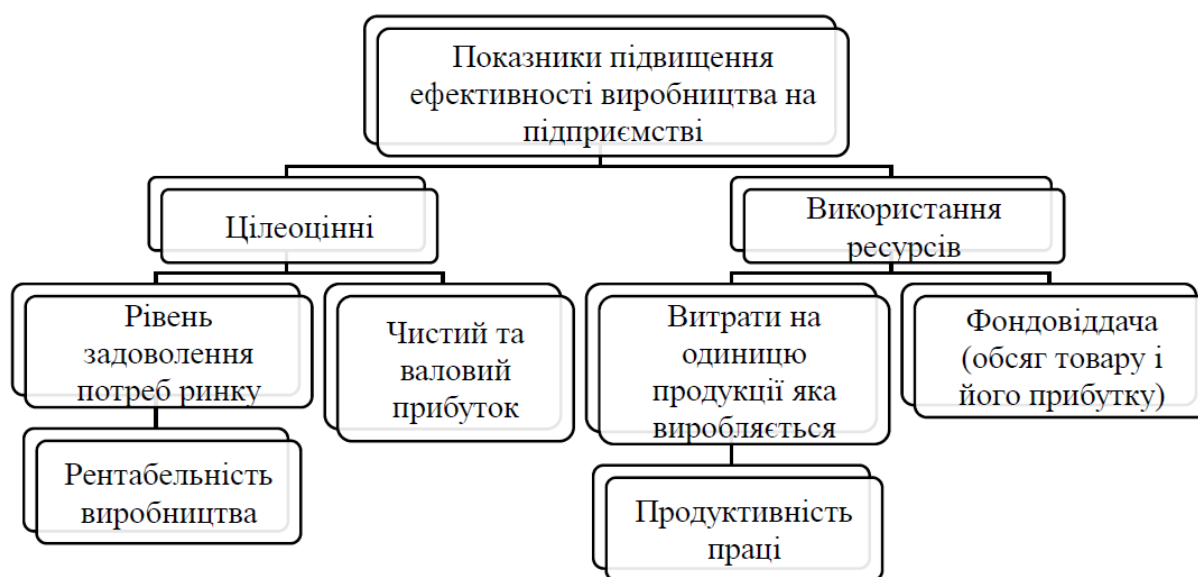 Показники підвищення
ефективності виробництва на
підприємстві
Цілеоцінні
Використання
ресурсів
Рівень
задоволення
потреб ринку
Чистий та
валовий
прибуток
Витрати на
одиницю
продукції яка
виробляється
Фондовіддача
(обсяг товару і
його прибутку)
Рентабельність
виробництва
Продуктивність
праці